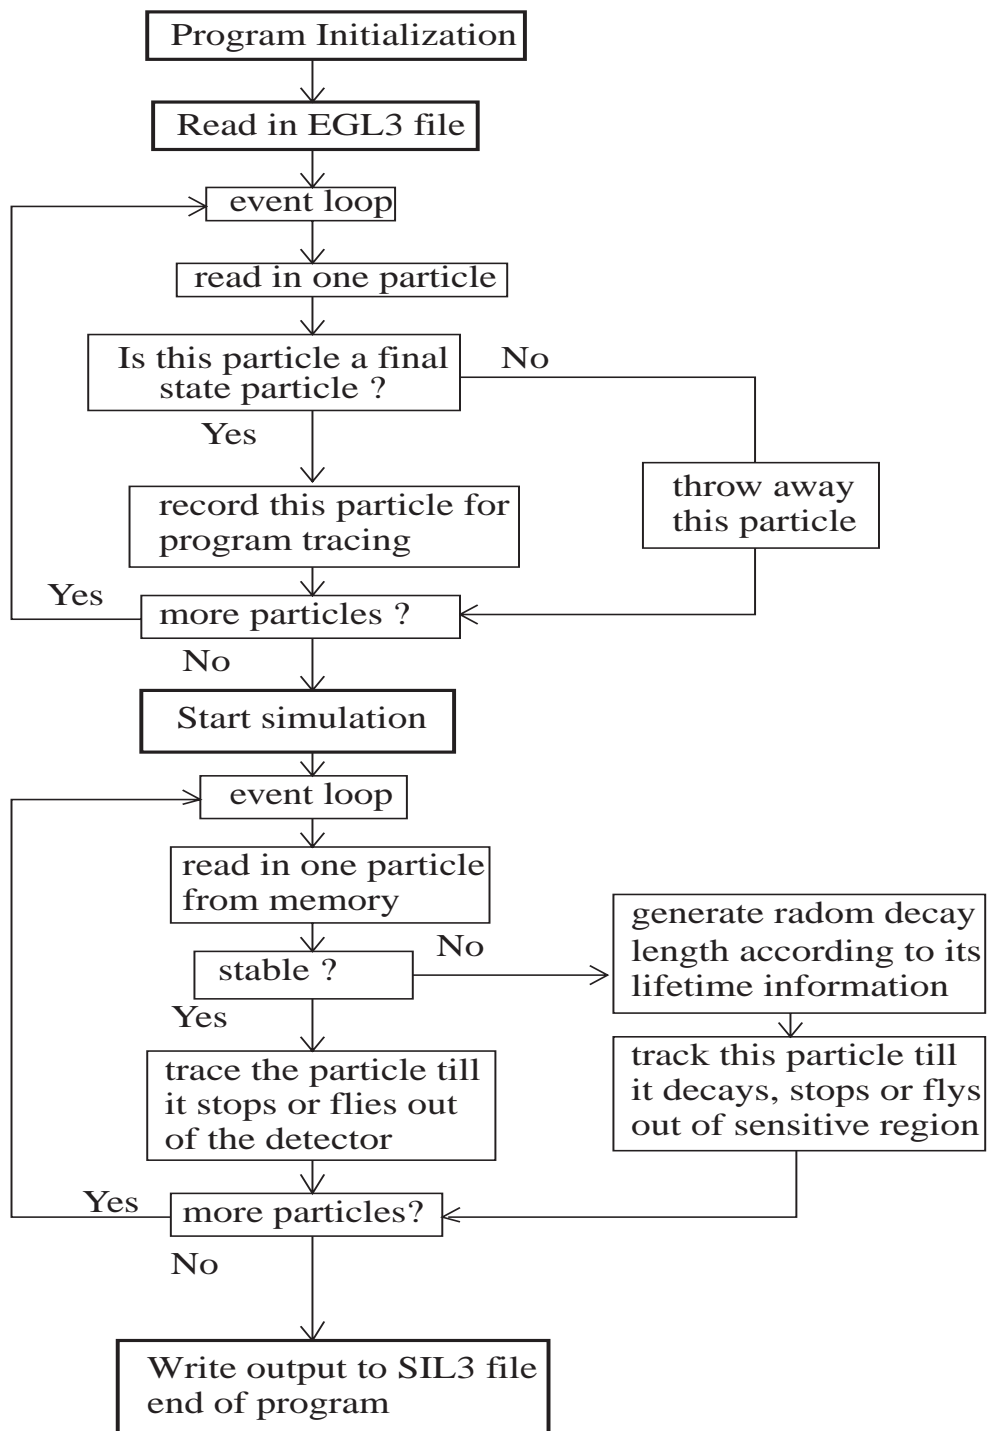 Program Initialization
Read in EGL3 file
event loop
read in one particle
Is this particle a final
state particle ?
No
Yes
throw away
this particle
record this particle for
program tracing
Yes
more particles ?
No
Start simulation
event loop
read in one particle
from memory
stable ?
No
generate radom decay
length according to its
lifetime information
Yes
trace the particle till
it stops or flies out
of the detector
track this particle till
it decays, stops or flys
out of sensitive region
Yes
more particles?
No
Write output to SIL3 file
end of program